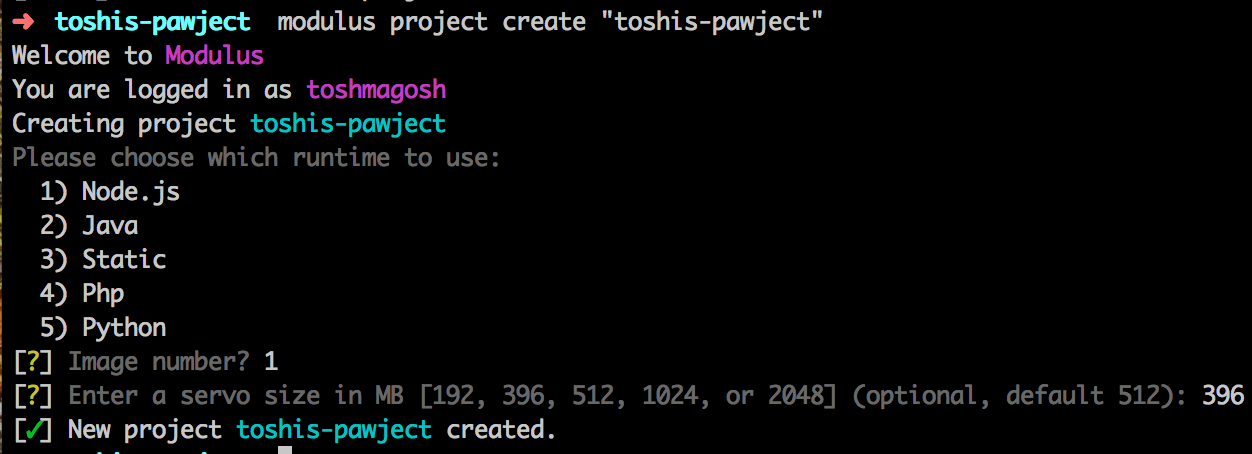 ➜ toshis-pawject modulus project create "toshis-pawject"
Welcome to Modulus
You are logged in as toshmagosh
Creating project toshis-pawject
Please choose which runtime to use:
1) Node.js
2) Java
3) Static
4) Php
5) Python
[?] Image number? 1
[?] Enter a servo size in MB [192, 396, 512, 1024, or 2048] (optional, default 512): 396
[✓] New project toshis-pawject created.